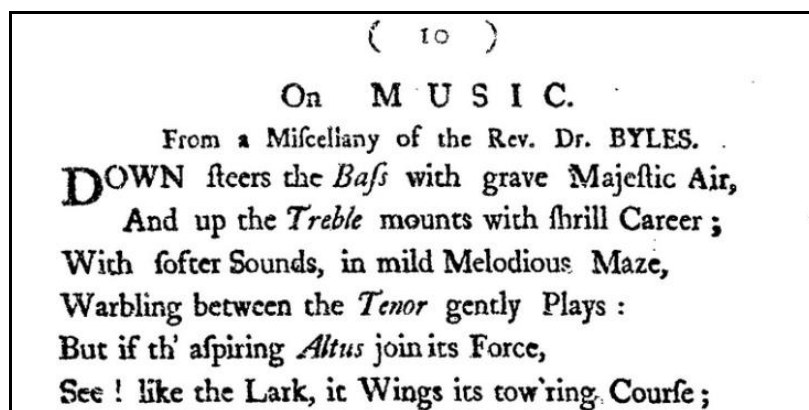 ( 10 )
On MUSIC.
From a Miſcellany of the Rev. Dr. BYLES.
DOWN ſteers the Baſs with grave Majeſtic Air,
And up the Treble mounts with ſhrill Career ;
With ſofter Sounds, in mild Melodious Maze,
Warbling between the Tenor gently Plays :
But if th' aſpiring Altus join its Force,
See ! like the Lark, it Wings its tow'ring Courſe ;